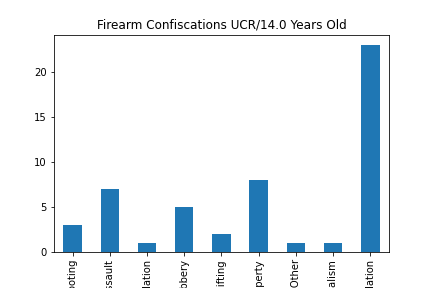 Firearm Confiscations UCR/14.0 Years Old
20
15
10
5
0
ooting
ssault
lation
bbery
ifting
perty
Other
alism
lation